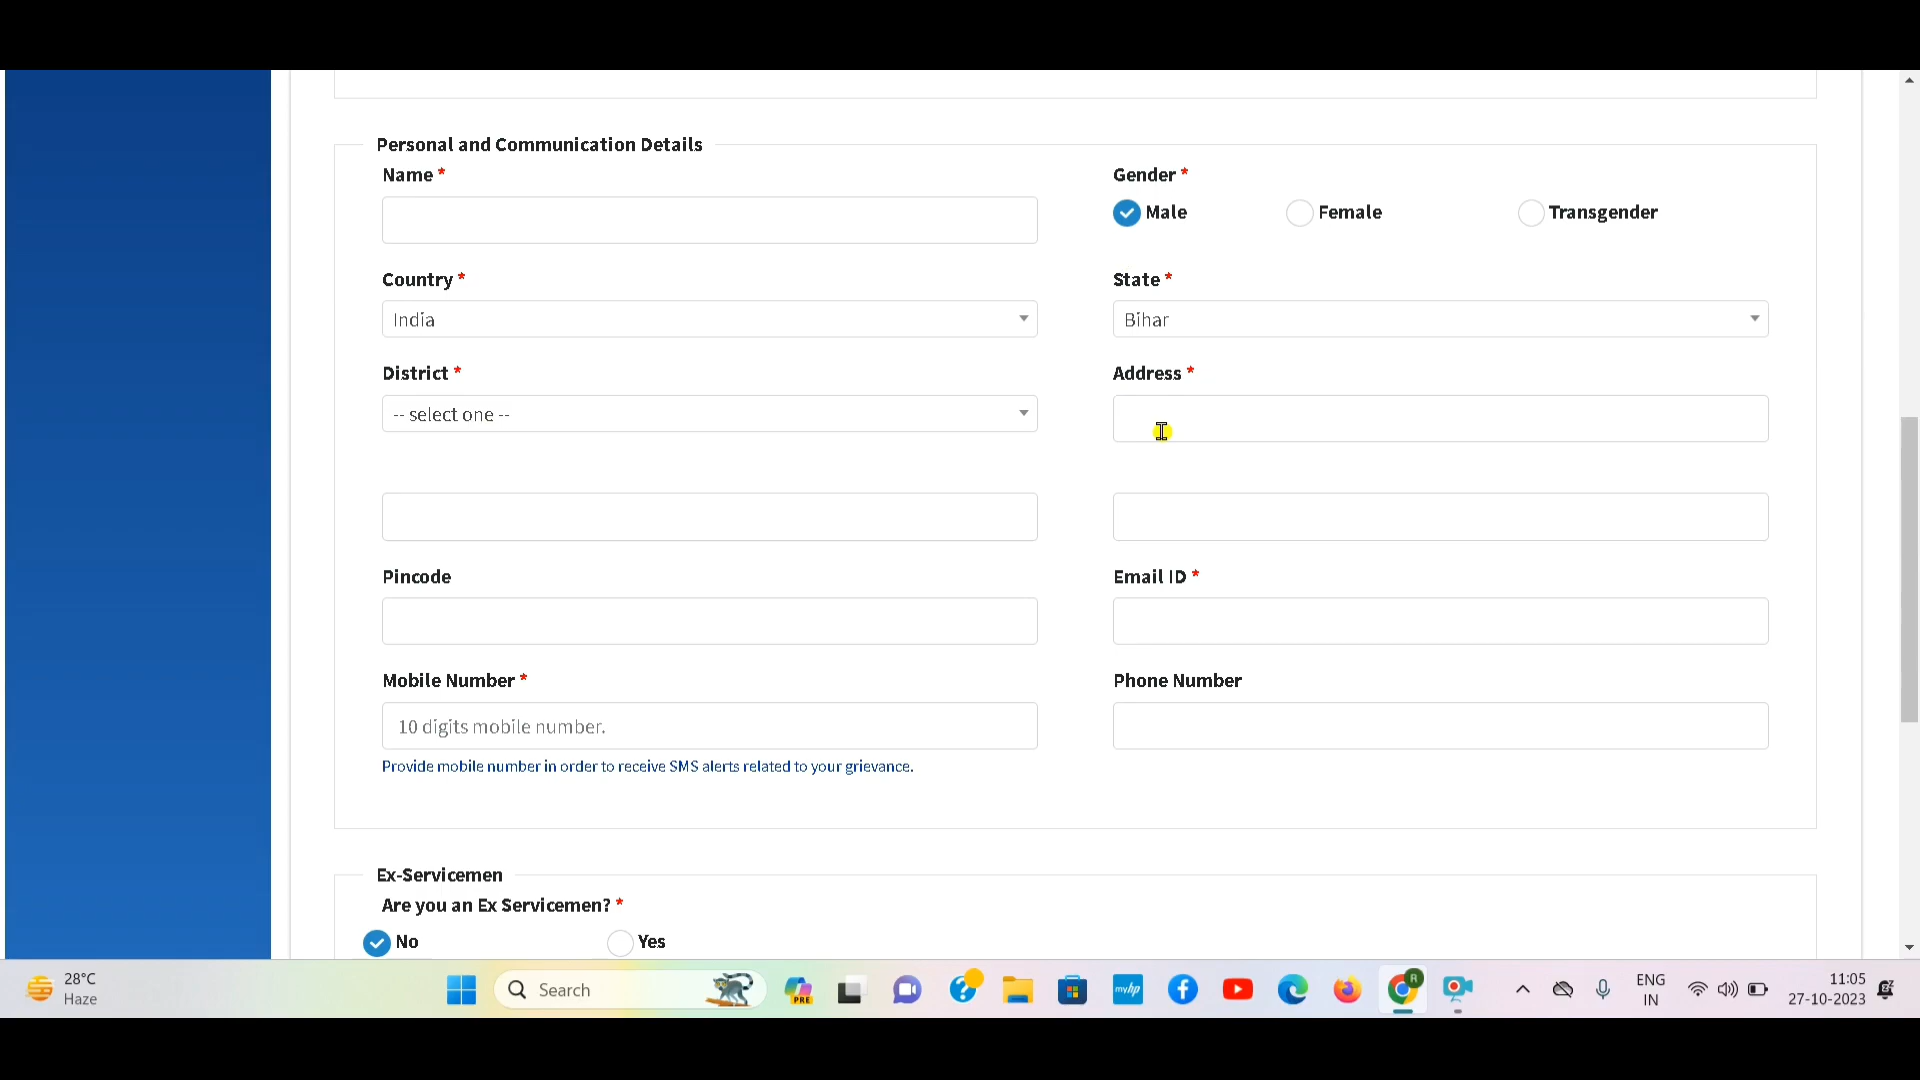 Personal and Communication Details
Name *
Gender *
Male
Female
Transgender
Country *
State *
India
Bihar
District *
Address *
-- select one --
Pincode
Email ID *
Mobile Number *
Phone Number
10 digits mobile number.
Provide mobile number in order to receive SMS alerts related to your grievance.
Ex-Servicemen
Are you an Ex Servicemen? *
No
Yes
28°C
Haze
Search
PRE
myhp
R
ENG
IN
11:05
27-10-2023